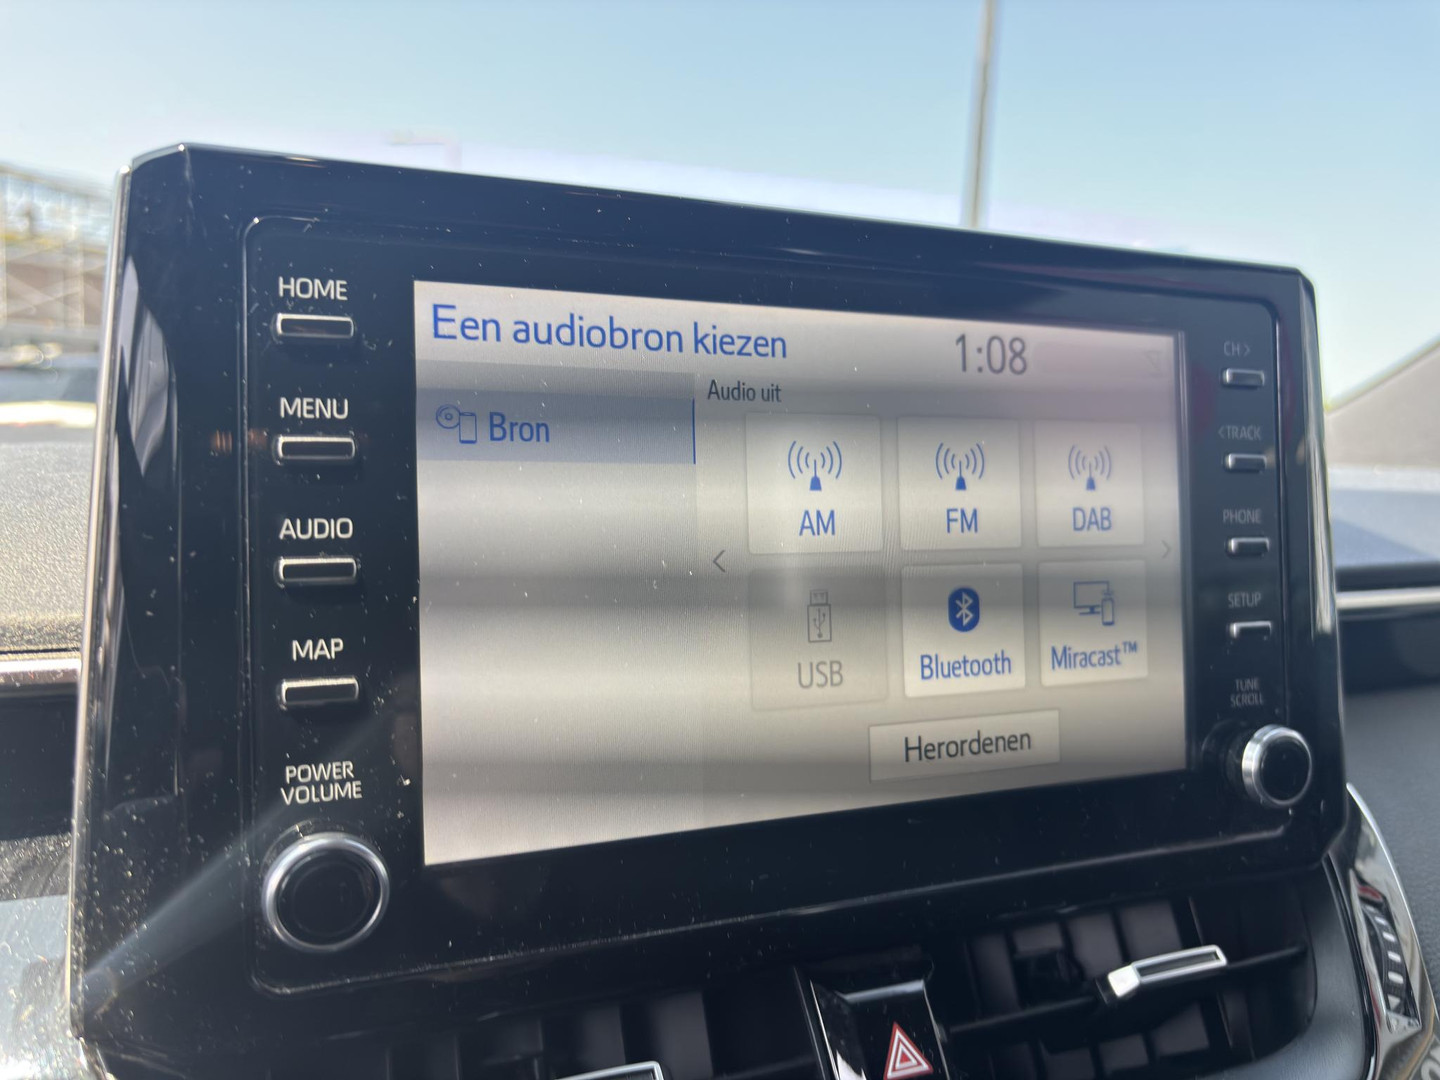 HOME
MENU
AUDIO
MAP
POWER
VOLUME
Een audiobron kiezen
1:08
Bron
Audio uit
AM
FM
DAB
USB
Bluetooth
Miracast™
Herordenen
CH >
< TRACK
PHONE
SETUP
TUNE
SCROLL